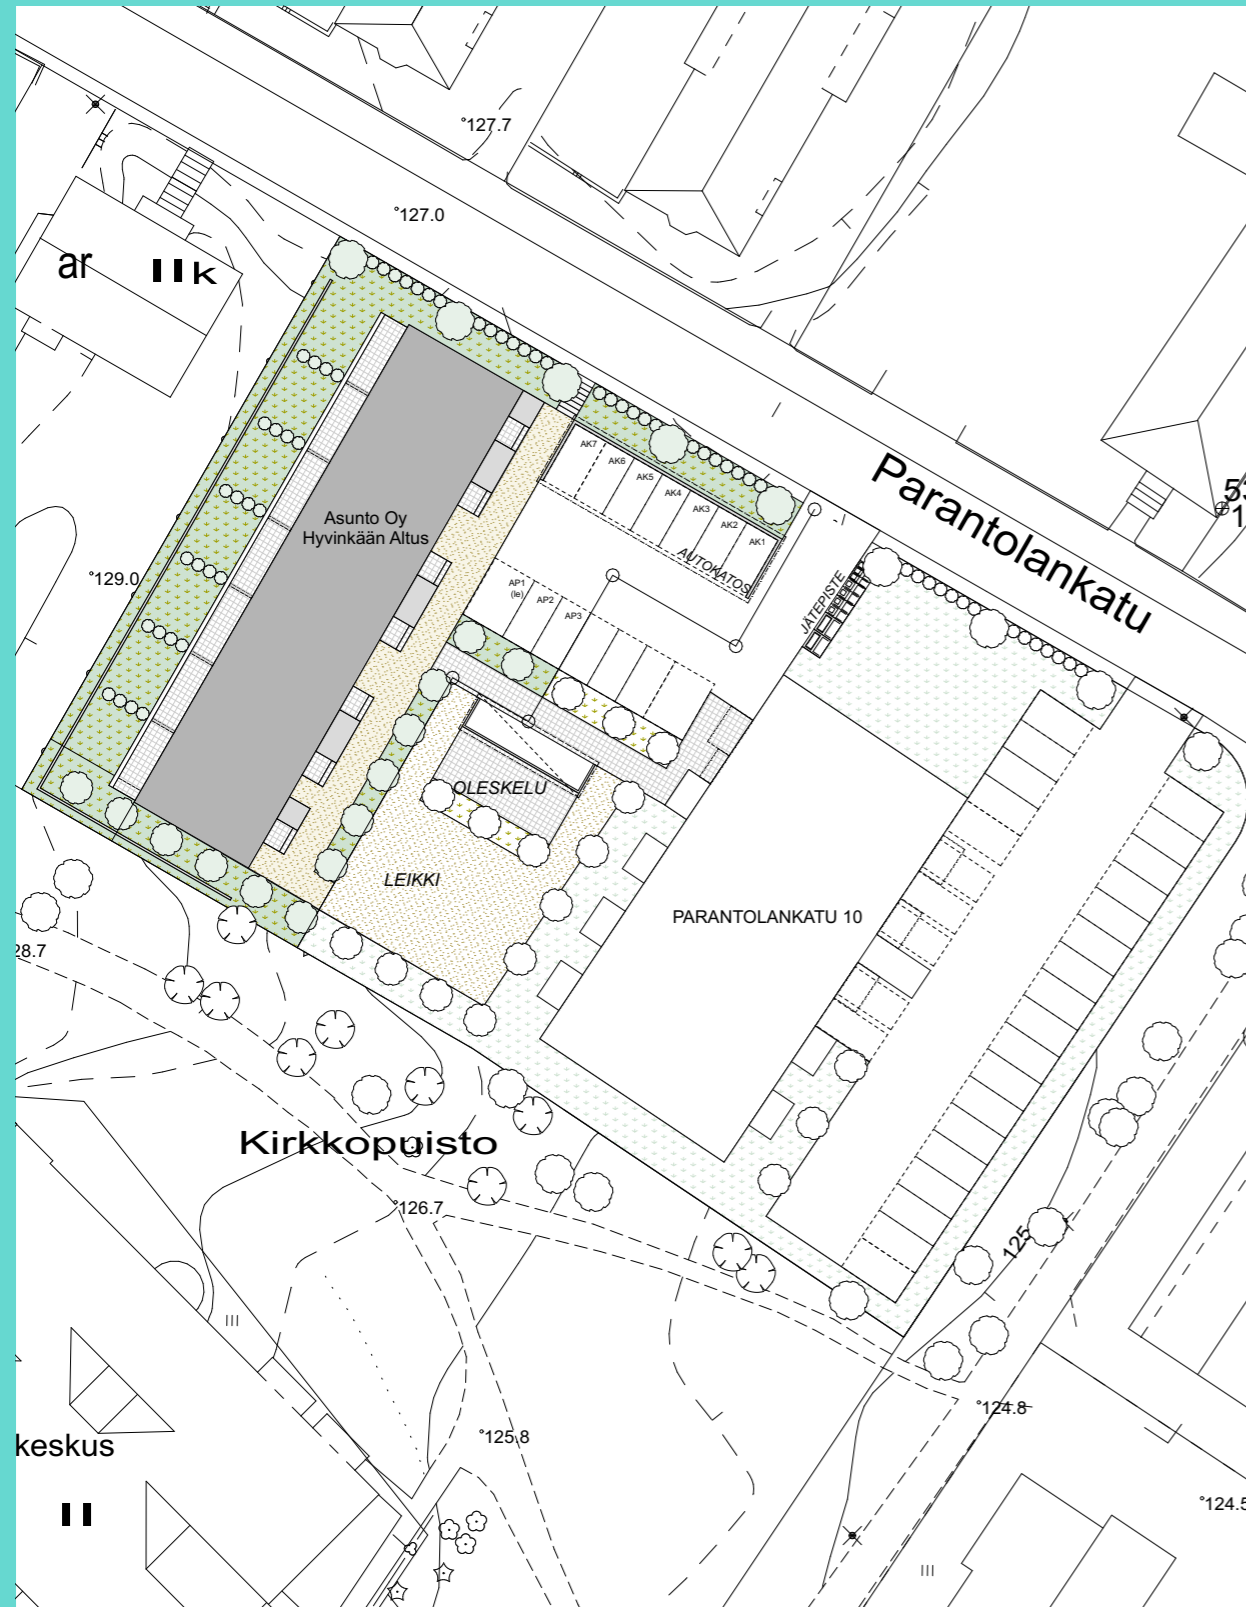 °127.7
°127.0
ar
IIk
Parantolankatu
AK7
AK6
AK5
AK4
AK3
AK2
AK1
AUTOKATOS
Asunto Oy
Hyvinkään Altus
°129.0
AP1
(le)
AP2
AP3
JÄTEPISTE
OLESKELU
LEIKKI
PARANTOLANKATU 10
28.7
Kirkkopuisto
°126.7
125
III
°124.8
°125.8
keskus
II
°124.5
III